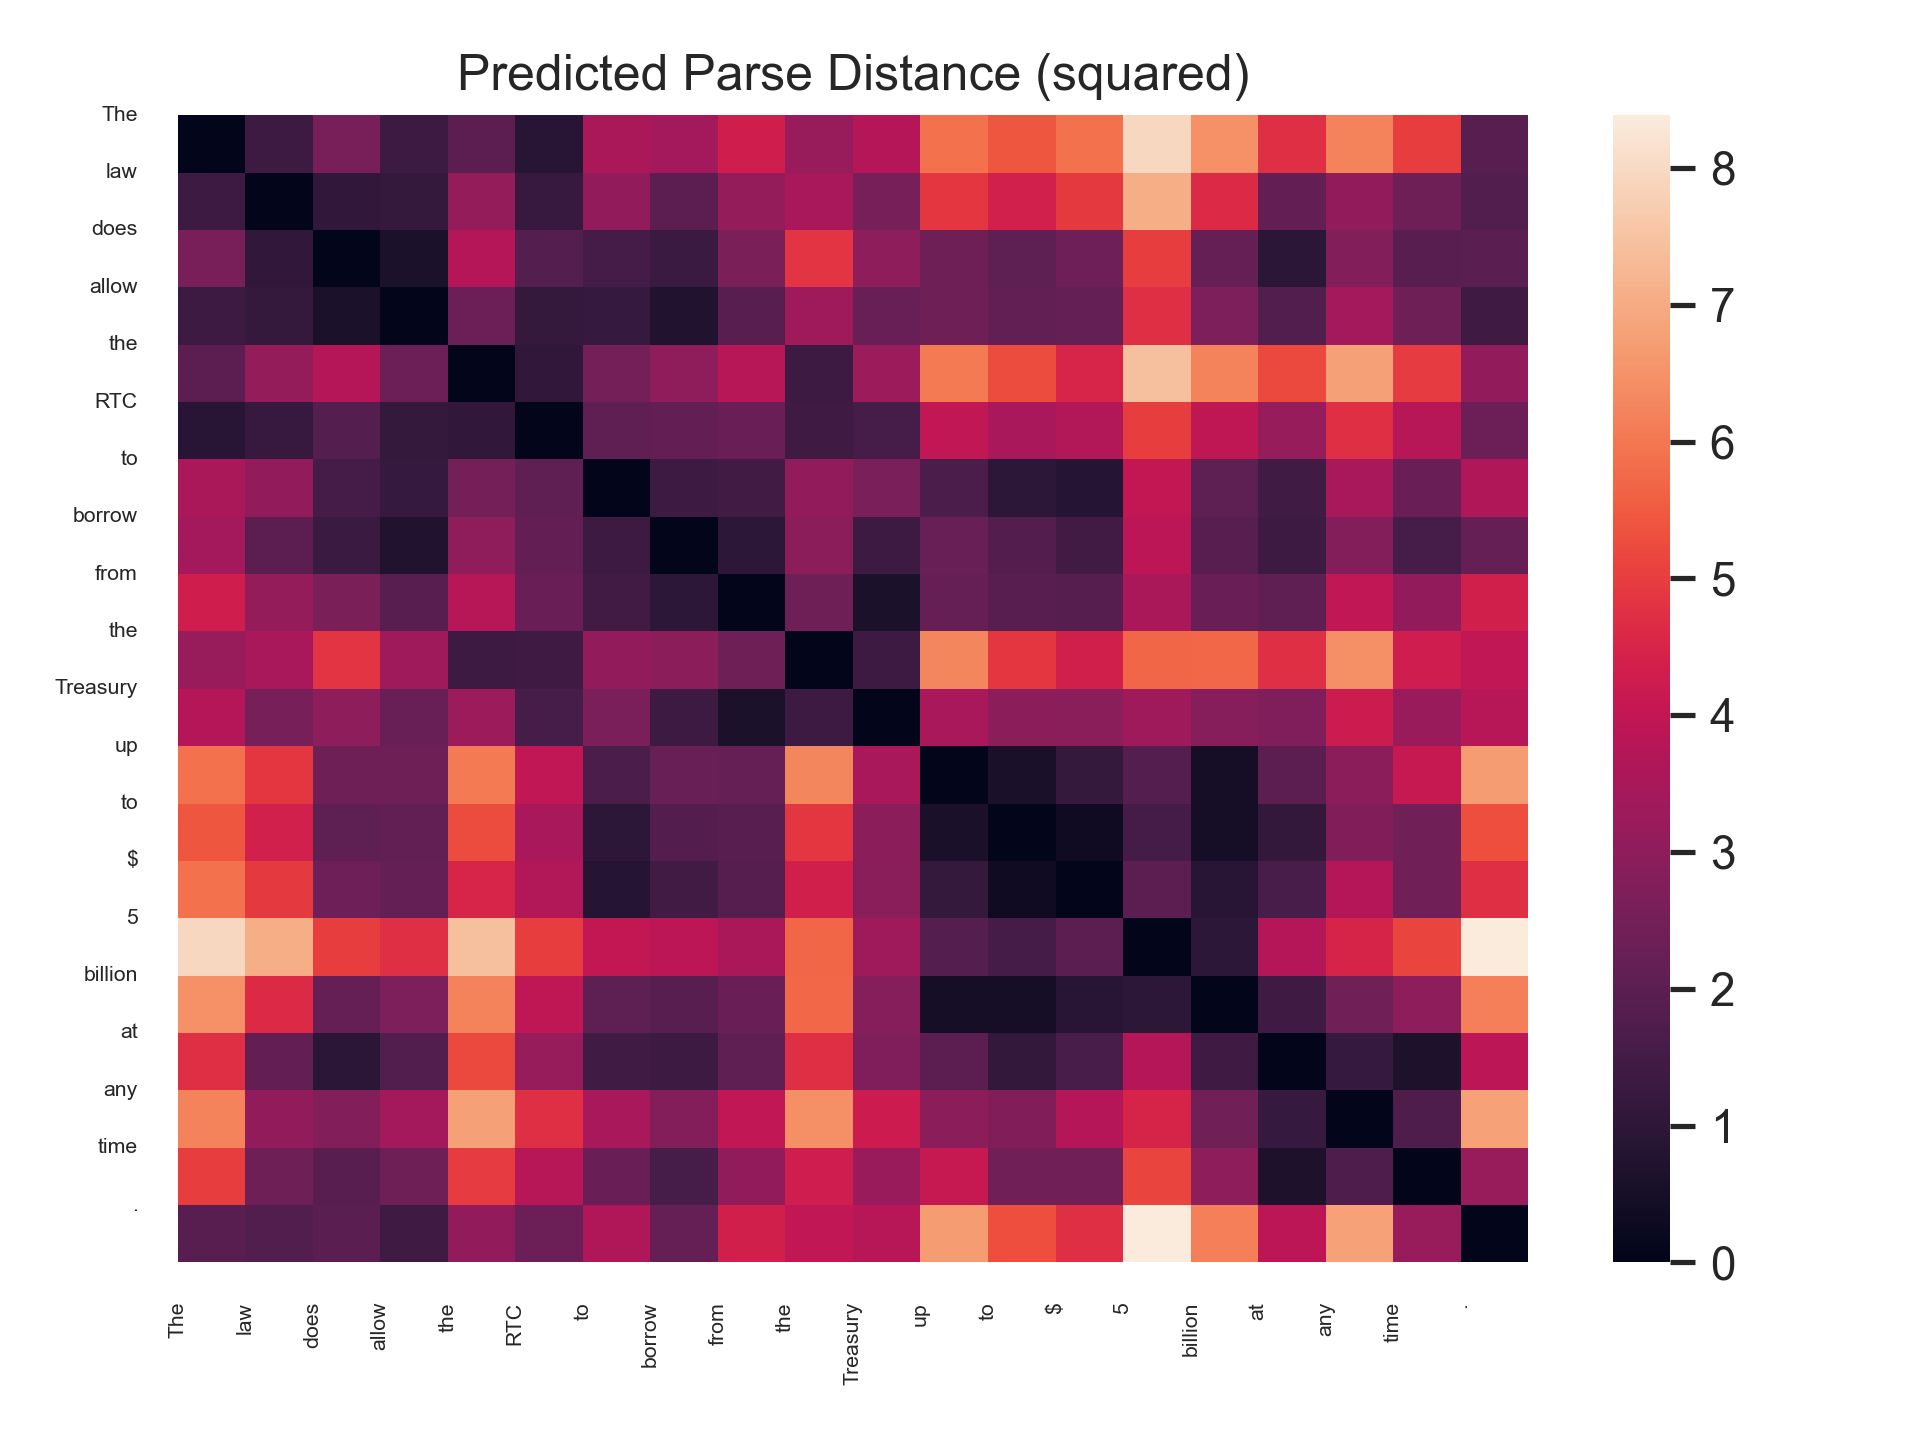 Predicted Parse Distance (squared)
The
law
does
allow
the
RTC
to
borrow
from
the
Treasury
up
to
$
5
billion
at
any
time
.
8
7
6
5
4
3
2
1
0
The
law
does
allow
the
RTC
to
borrow
from
the
Treasury
up
to
$
5
billion
at
any
time
.